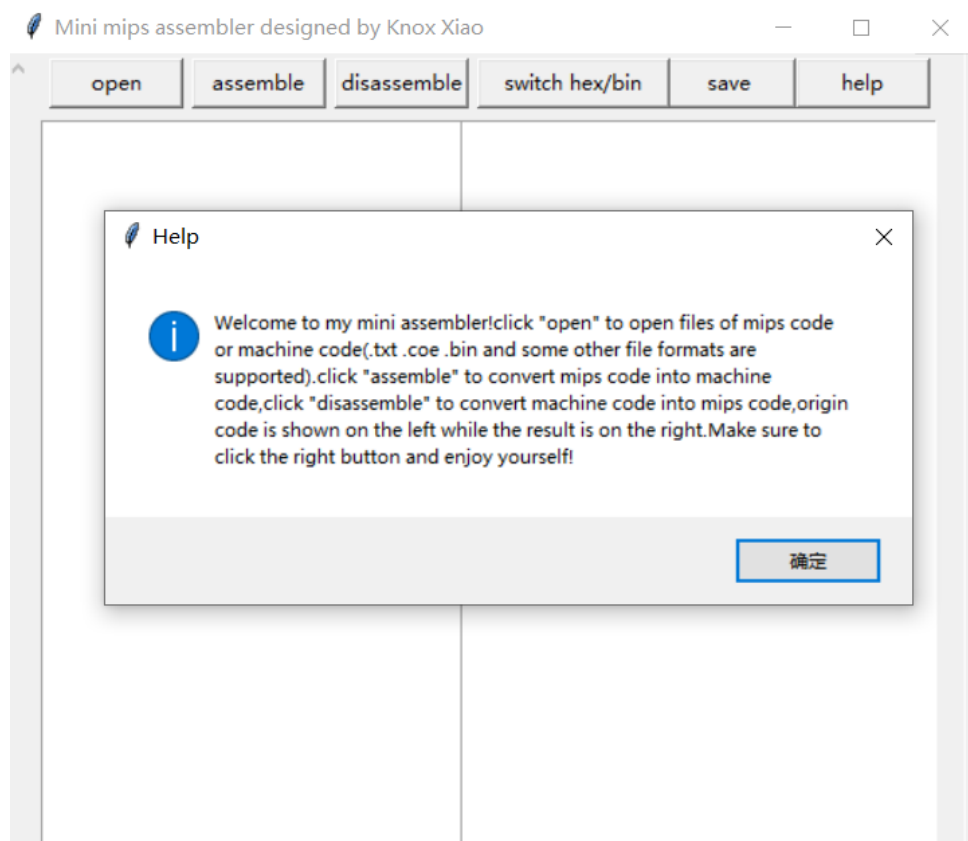 Mini mips assembler designed by Knox Xiao
open assemble disassemble switch hex/bin save help
Help
Welcome to my mini assembler!click "open" to open files of mips code
or machine code(.txt .coe .bin and some other file formats are
supported).click "assemble" to convert mips code into machine
code,click "disassemble" to convert machine code into mips code,origin
code is shown on the left while the result is on the right.Make sure to
click the right button and enjoy yourself!
确定